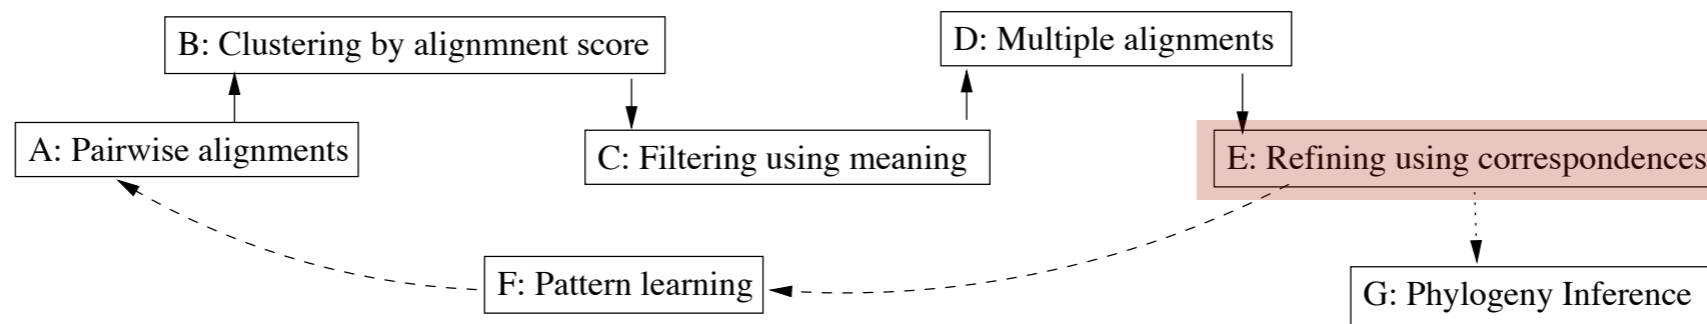 B: Clustering by alignmnent score
D: Multiple alignments
A: Pairwise alignments
C: Filtering using meaning
E: Refining using correspondences
F: Pattern learning
G: Phylogeny Inference